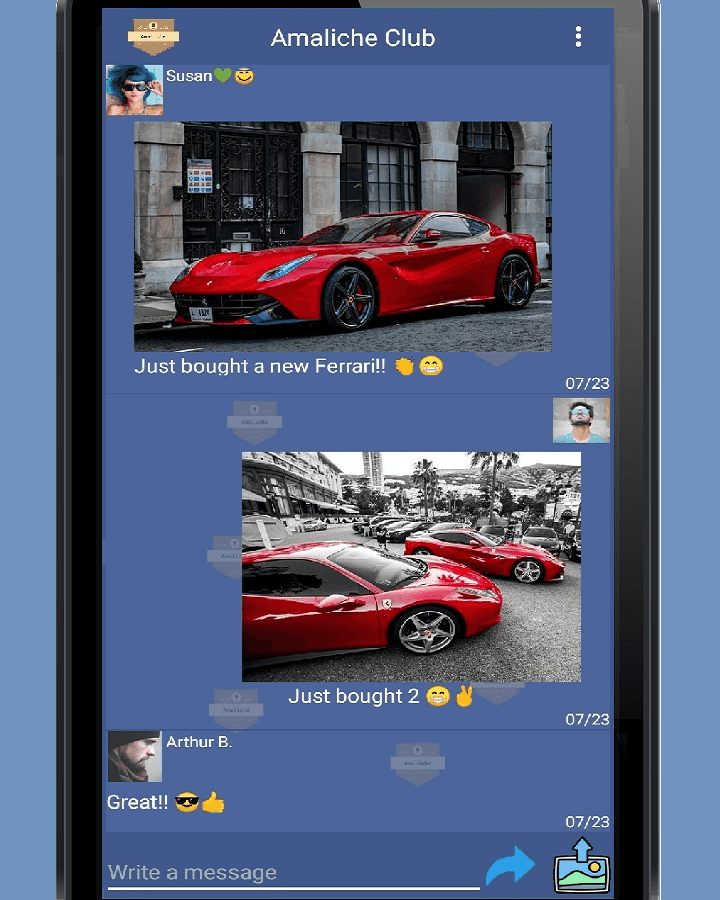 Amaliche Club
Susan💚😇
Just bought a new Ferrari!! 👏😁
07/23
Amaliche
Just bought 2 😁✌
07/23
Arthur B.
Great!! 😎👍
07/23
Write a message